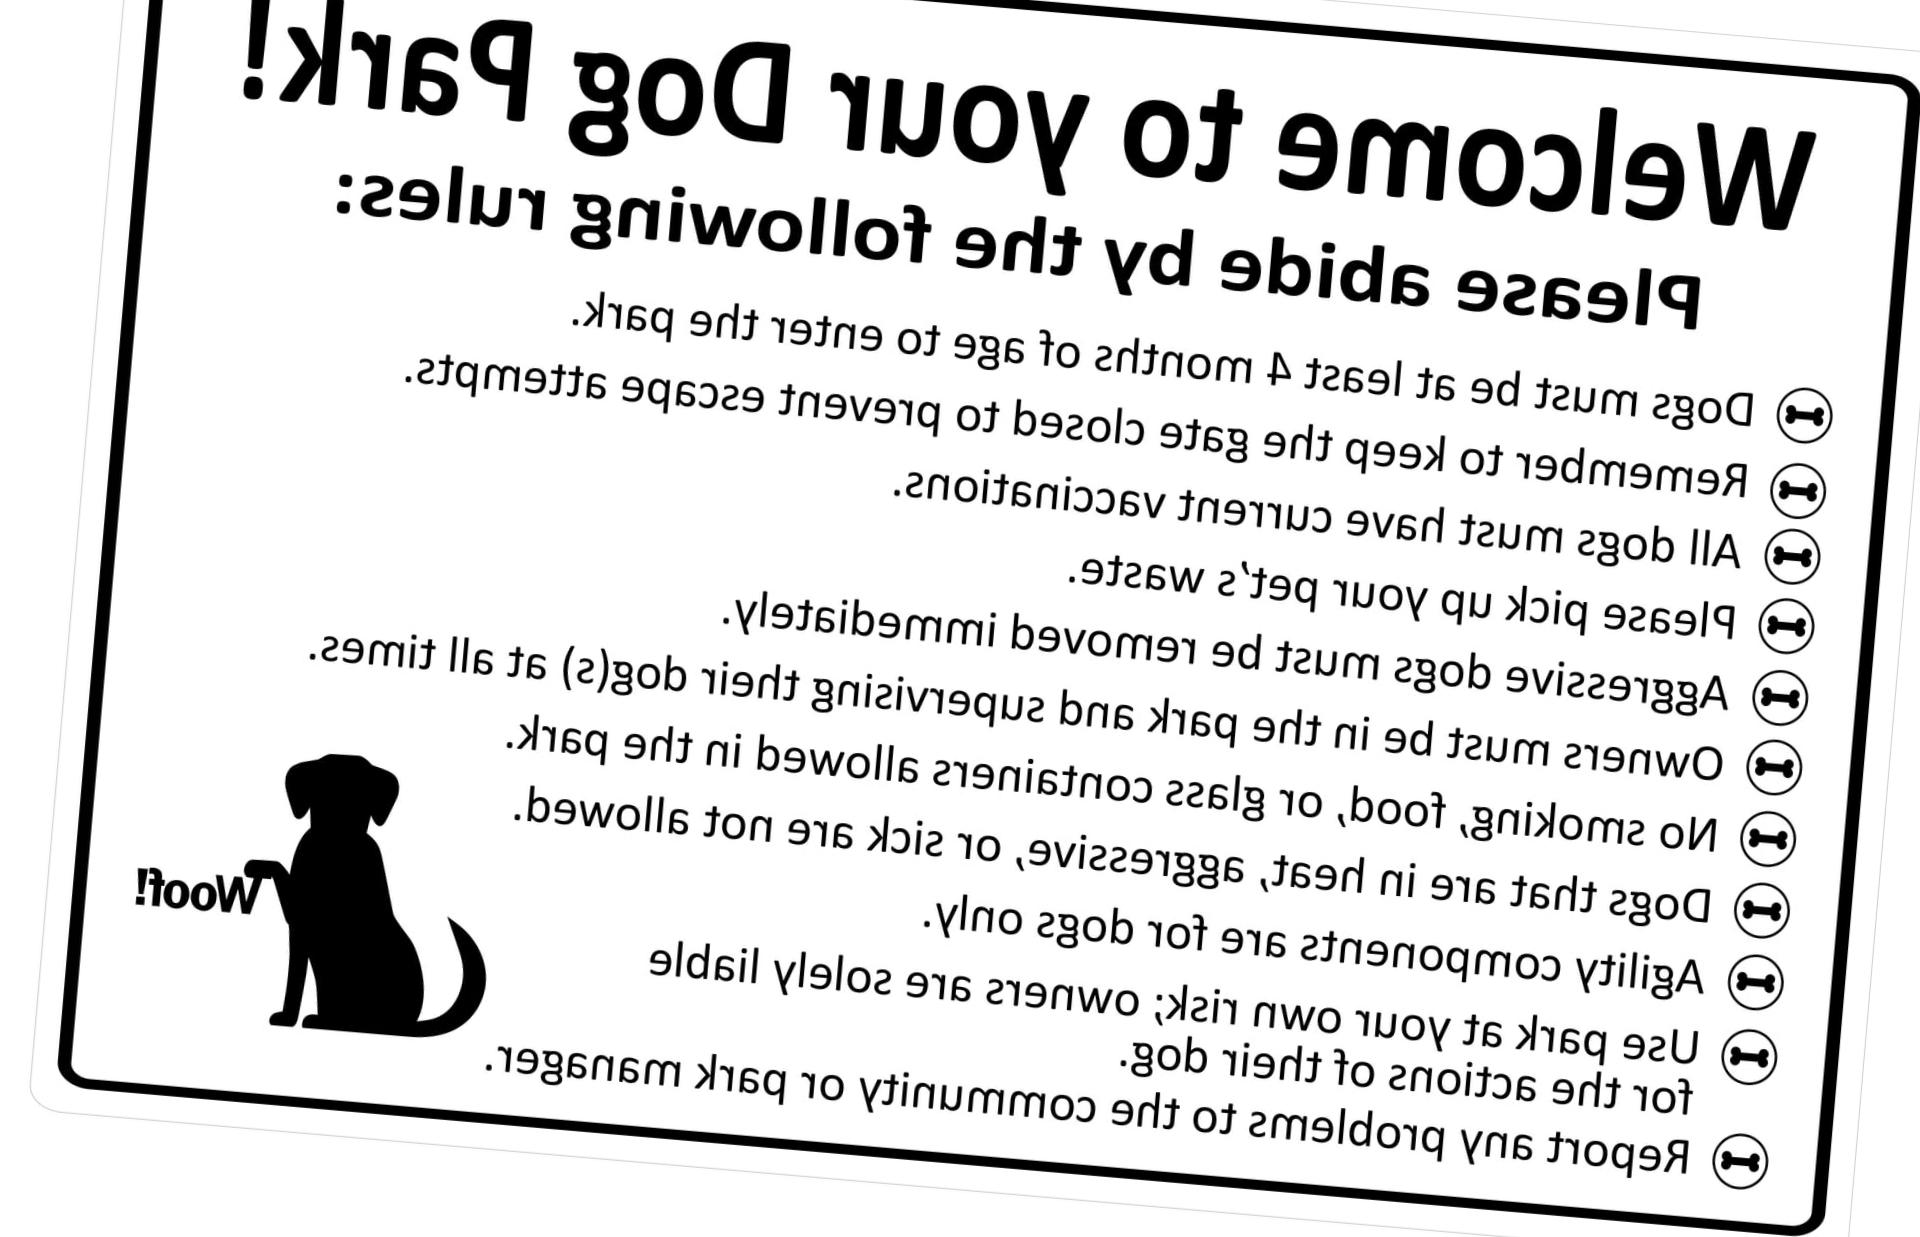 Welcome to your Dog Park!
Please abide by the following rules:
Dogs must be at least 4 months of age to enter the park.
Remember to keep the gate closed to prevent escape attempts.
All dogs must have current vaccinations.
Please pick up your pet's waste.
Aggressive dogs must be removed immediately.
Owners must be in the park and supervising their dog(s) at all times.
No smoking, food, or glass containers allowed in the park.
Dogs that are in heat, aggressive, or sick are not allowed.
Agility components are for dogs only.
Use park at your own risk; owners are solely liable
for the actions of their dog.
Report any problems to the community or park manager.
Woof!